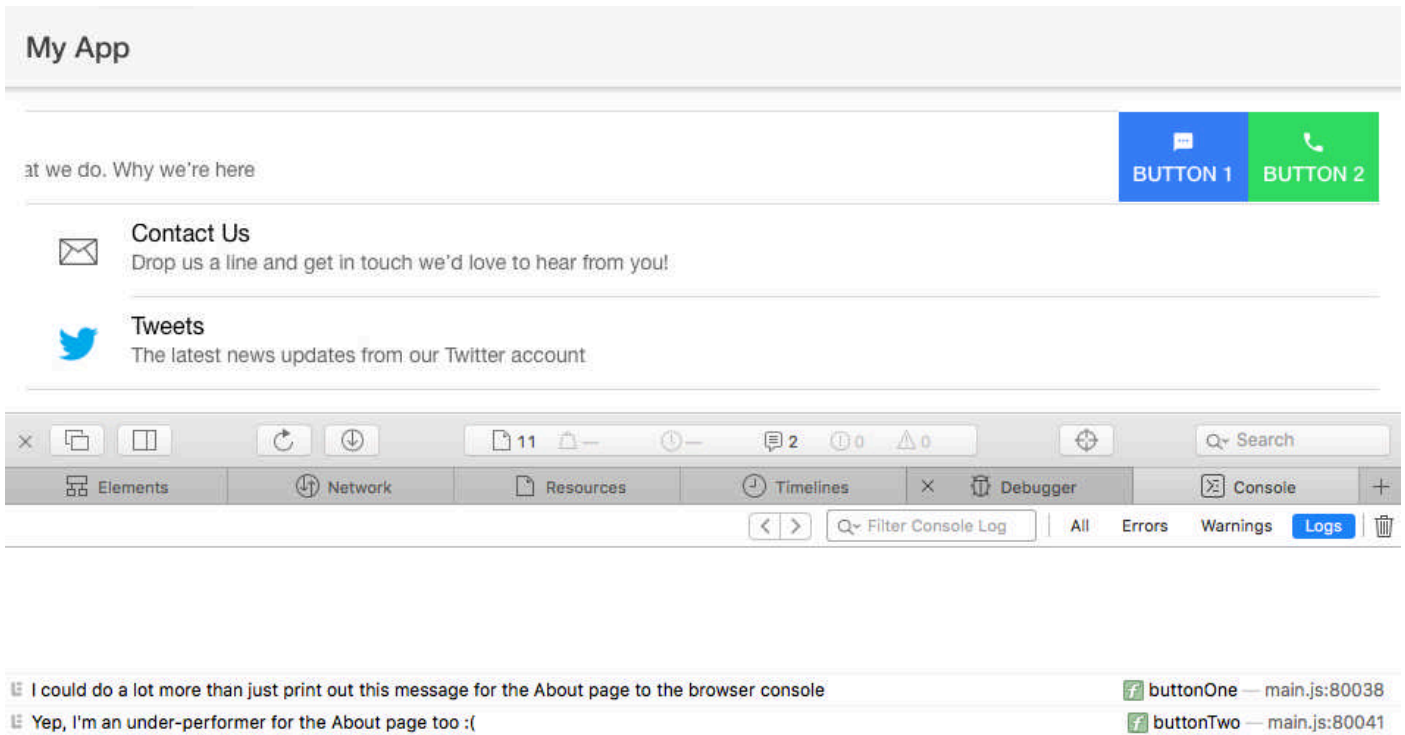 My App
at we do. Why we're here
BUTTON 1
BUTTON 2
Contact Us
Drop us a line and get in touch we'd love to hear from you!
Tweets
The latest news updates from our Twitter account
11 — — 2 0 0 Search
Elements Network Resources Timelines Debugger Console
Filter Console Log All Errors Warnings Logs
I could do a lot more than just print out this message for the About page to the browser console f buttonOne — main.js:80038
Yep, I'm an under-performer for the About page too :( f buttonTwo — main.js:80041